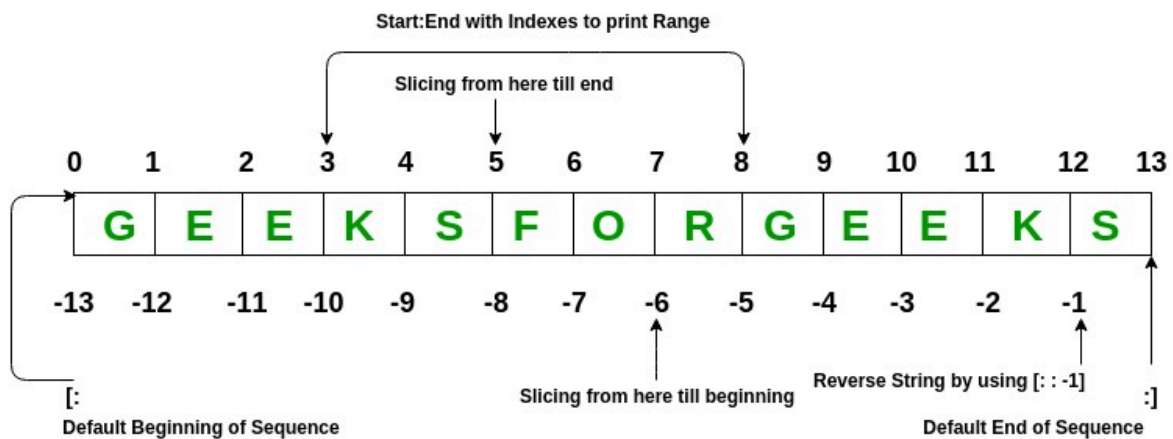 Start:End with Indexes to print Range
Slicing from here till end
0 1 2 3 4 5 6 7 8 9 10 11 12 13
G E E K S F O R G E E K S
-13 -12 -11 -10 -9 -8 -7 -6 -5 -4 -3 -2 -1
Reverse String by using [: : -1]
Slicing from here till beginning
[: :]
Default Beginning of Sequence Default End of Sequence